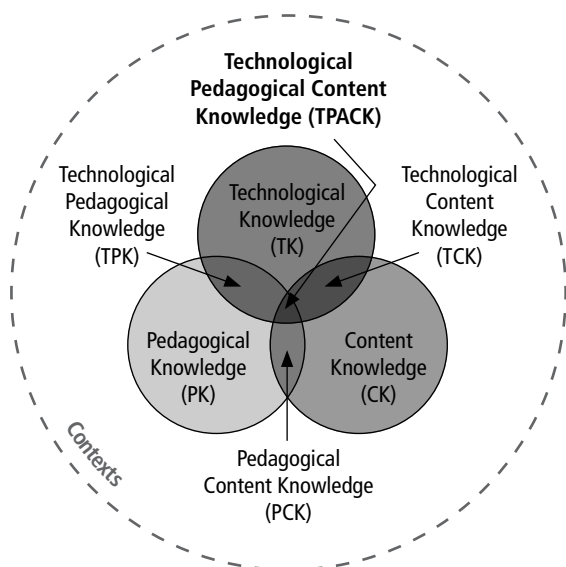 Technological
Pedagogical Content
Knowledge (TPACK)
Technological
Pedagogical
Knowledge
(TPK)
Technological
Knowledge
(TK)
Technological
Content
Knowledge
(TCK)
Pedagogical
Knowledge
(PK)
Content
Knowledge
(CK)
Contexts
Pedagogical
Content Knowledge
(PCK)